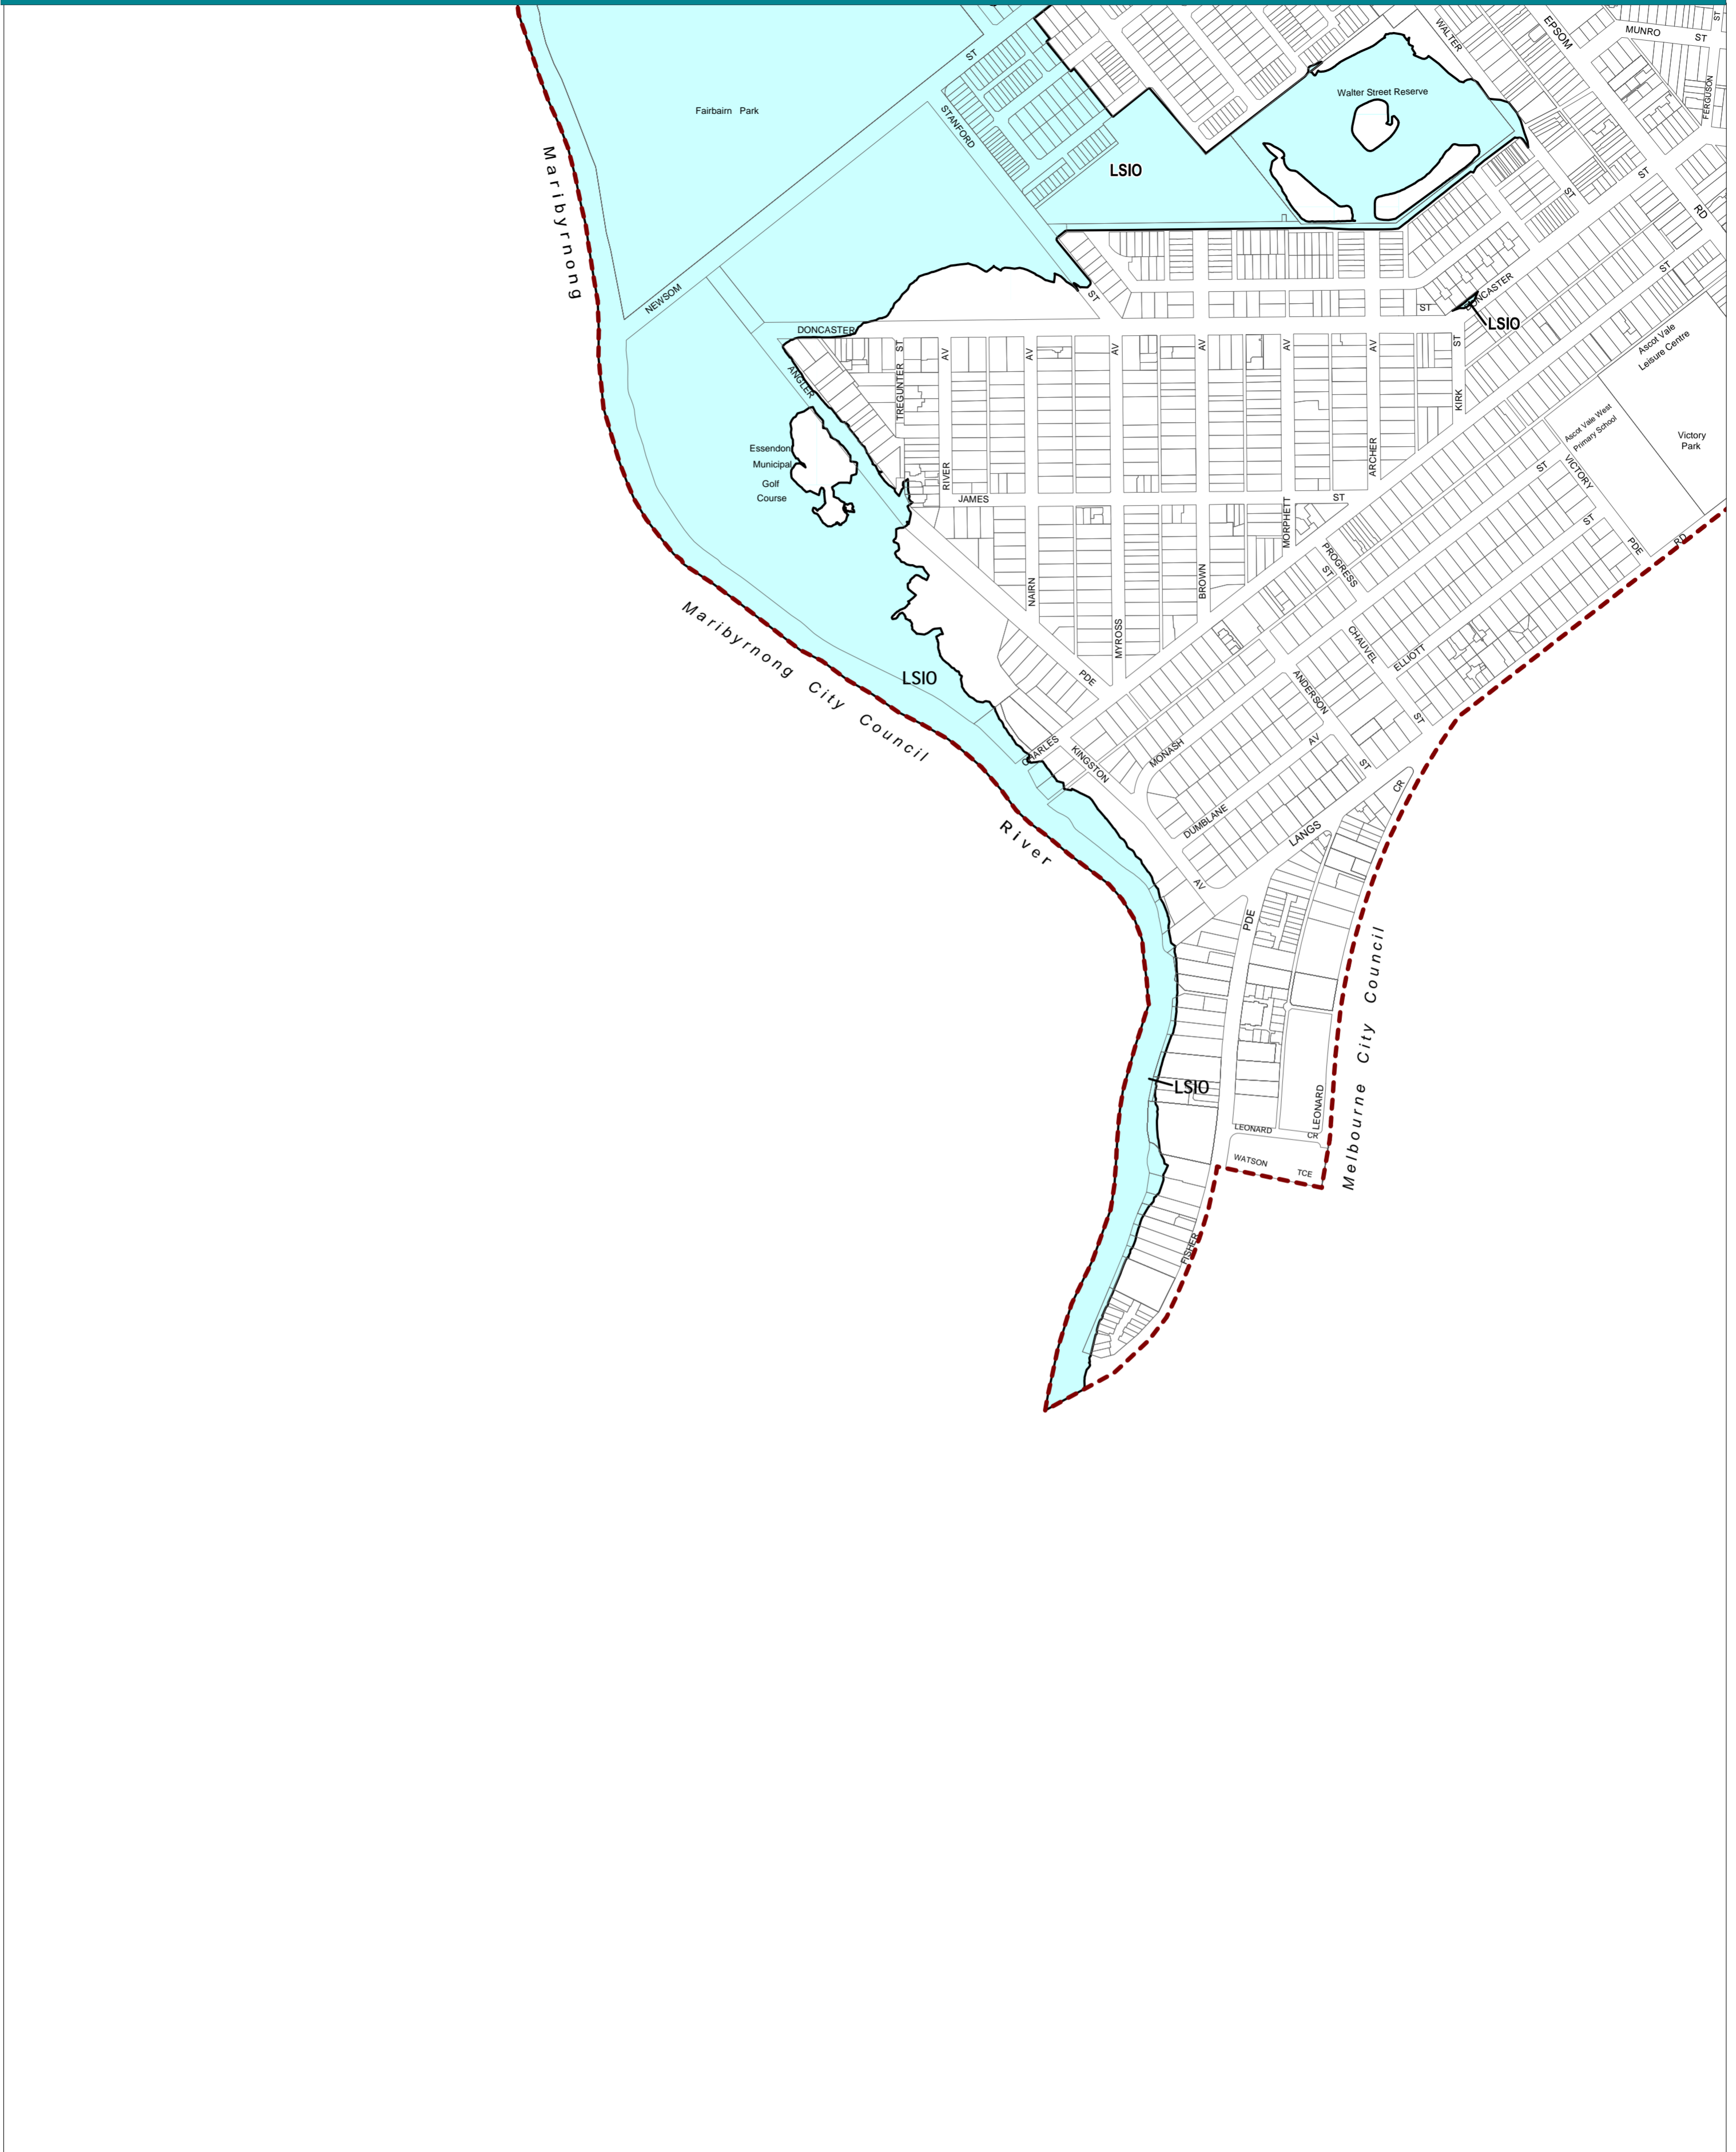 WALTER
EPSOM
MUNRO ST
ST
FERGUSON
ST
Fairbairn Park
STANFORD
Walter Street Reserve
LSIO
ST
ST
RD
Maribyrnong
NEWSOM
ST
ST
DONCASTER
LSIO
DONCASTER
ST
ST
AV
AV
AV
AV
AV
AV
Ascot Vale
Leisure Centre
ANGLER
TREGUNTER
KIRK
Ascot Vale West
Primary School
Victory
Park
Essendon
Municipal
Golf
Course
RIVER
ARCHER
ST
VICTORY
JAMES
ST
MORPHETT
ST
PDE
RD
PROGRESS
ST
NAIRN
BROWN
Maribyrnong City Council
MYROSS
CHAUVEL
ELLIOTT
LSIO
PDE
ANDERSON
ST
CHARLES
KINGSTON
MONASH
AV
ST
CR
River
DUMBLANE
LANGS
AV
PDE
Melbourne City Council
LSIO
LEONARD
LEONARD
CR
WATSON
TCE
FISHER